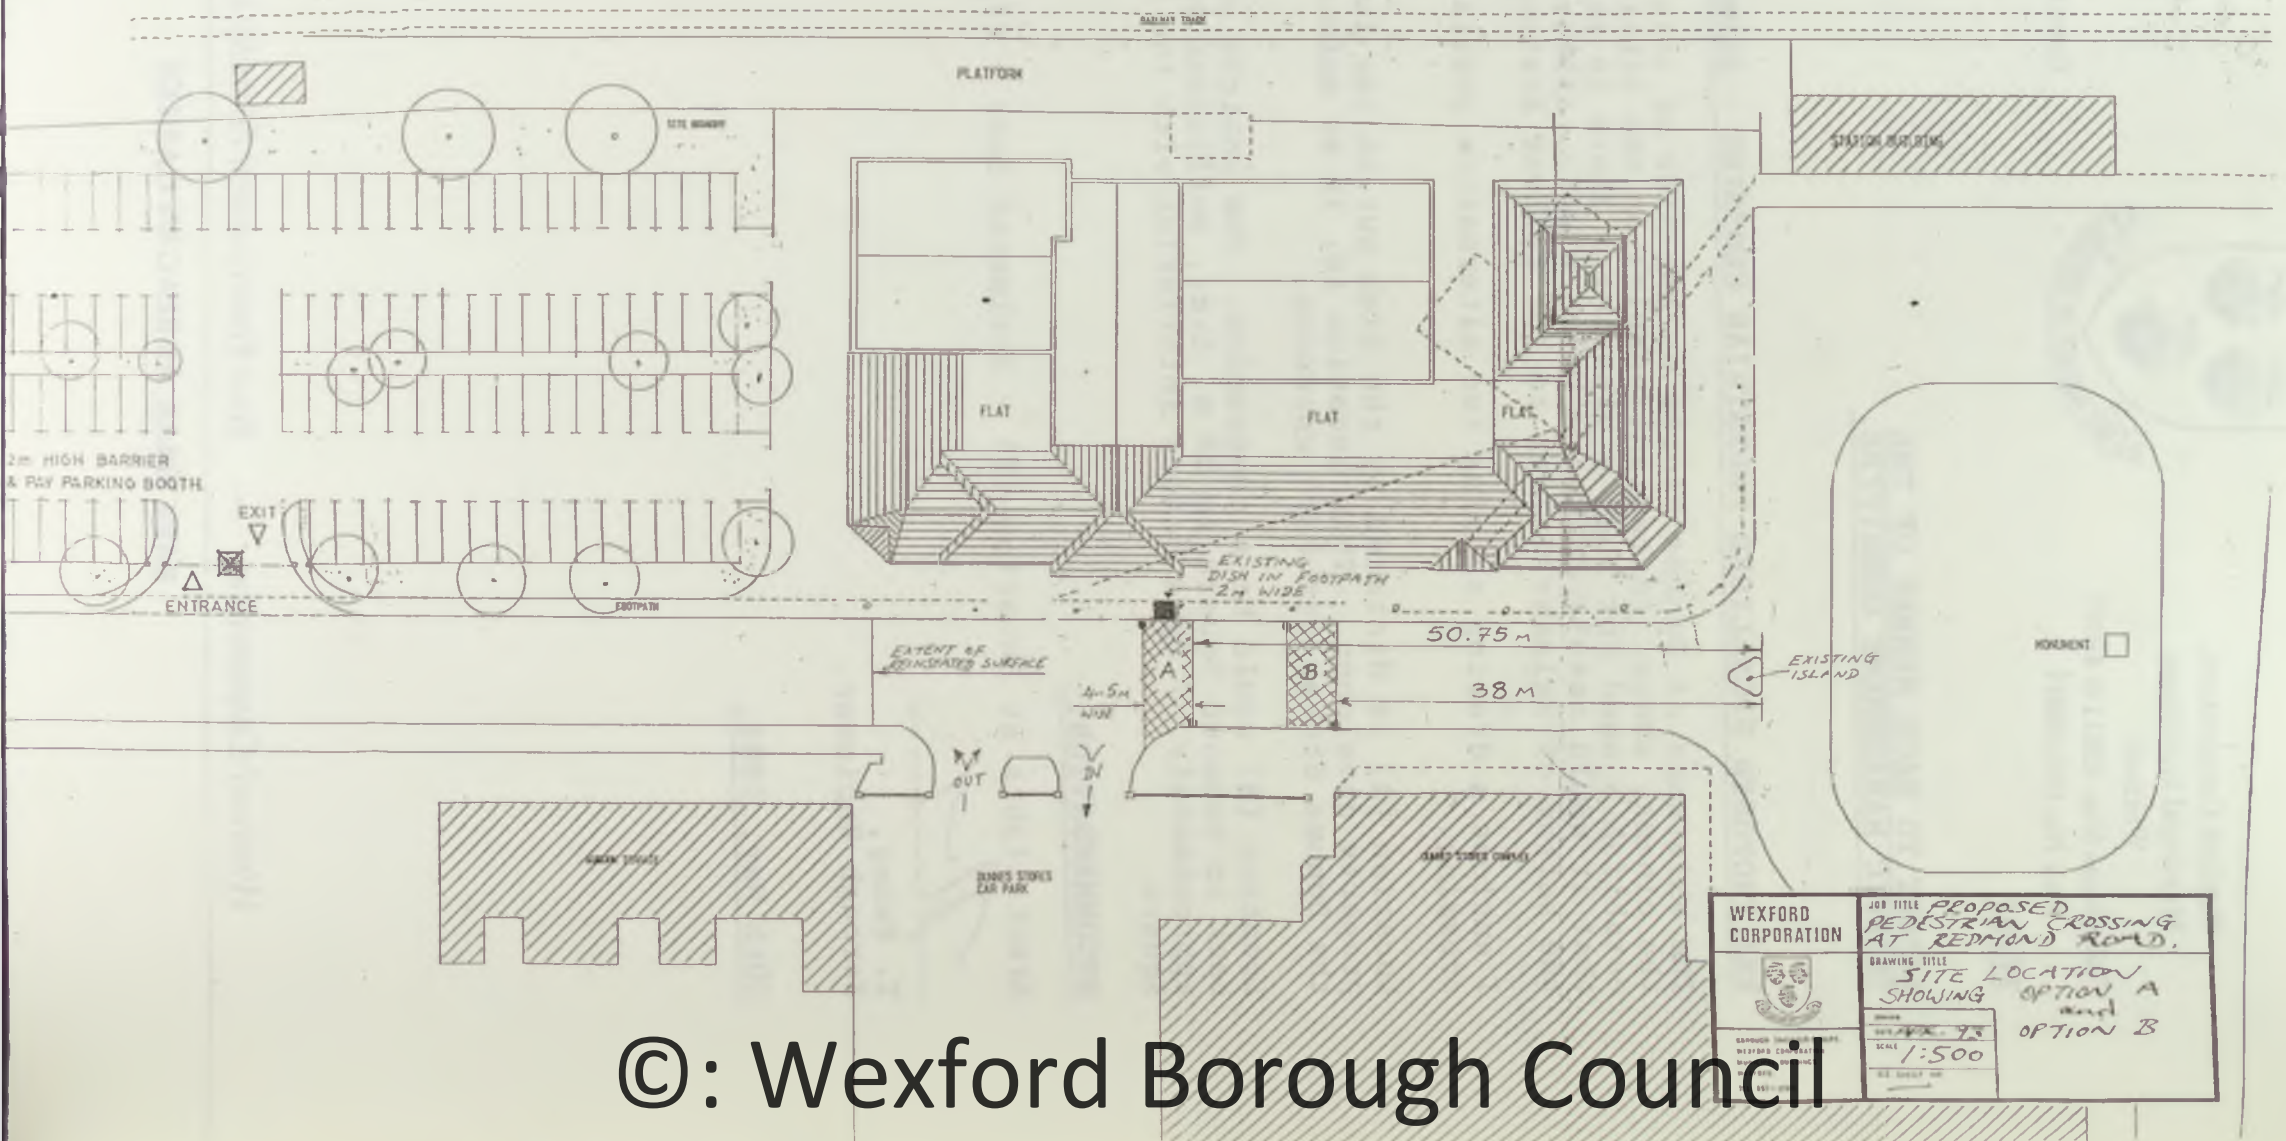 RAILWAY TRACK
PLATFORM
SITE BOUNDARY
STATION BUILDING
FLAT
FLAT
FLAT
2m HIGH BARRIER
& PAY PARKING BOOTH
EXIT
ENTRANCE
FOOTPATH
EXISTING
DISH IN FOOTPATH
2M WIDE
50.75 M
EXTENT OF
REINSTATED SURFACE
A
B
4.5M
WIDE
38 M
EXISTING
ISLAND
MONUMENT
OUT
IN
DUNNES STORES
CAR PARK
WEXFORD
CORPORATION
JOB TITLE PROPOSED
PEDESTRIAN CROSSING
AT REDMOND ROAD.
DRAWING TITLE
SITE LOCATION
SHOWING OPTION A
and
OPTION B
SCALE 1:500
©: Wexford Borough Council